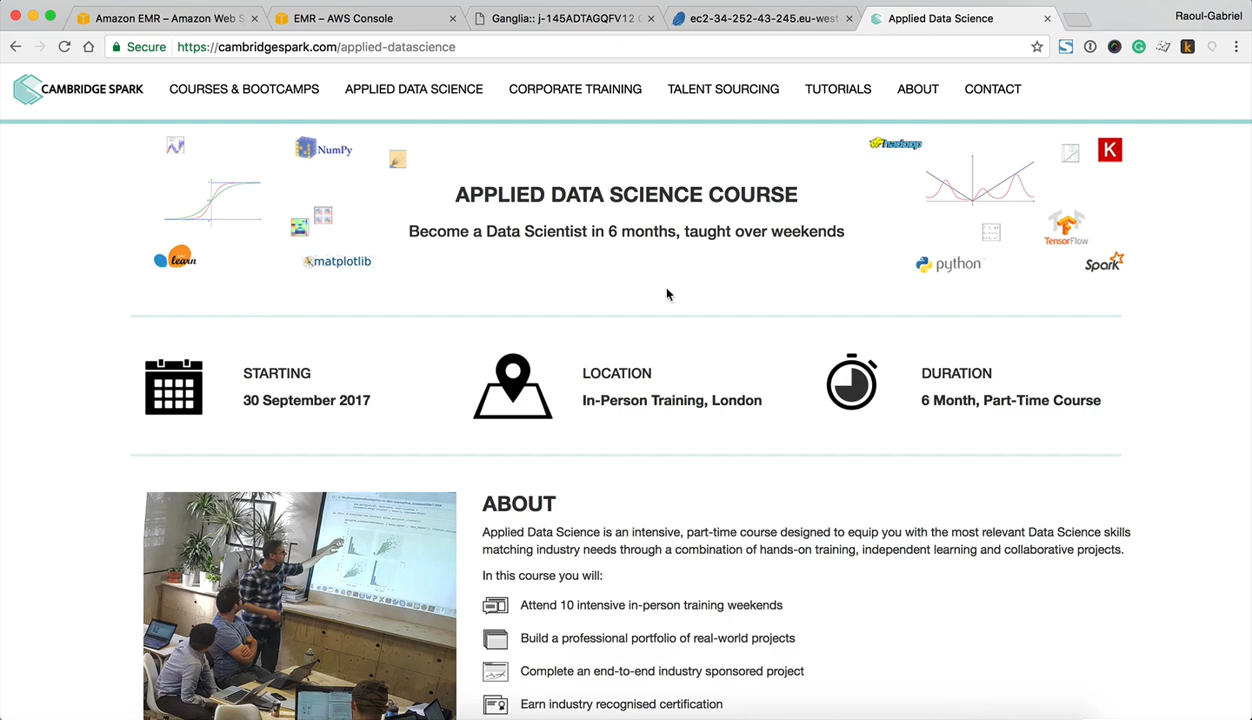 Amazon EMR – Amazon Web S
EMR – AWS Console
Ganglia:: j-145ADTAGQFV12 C
ec2-34-252-43-245.eu-west
Applied Data Science
Raoul-Gabriel
Secure
https://cambridgespark.com/applied-datascience
CAMBRIDGE SPARK
COURSES & BOOTCAMPS
APPLIED DATA SCIENCE
CORPORATE TRAINING
TALENT SOURCING
TUTORIALS
ABOUT
CONTACT
NumPy
hadoop
K
APPLIED DATA SCIENCE COURSE
Become a Data Scientist in 6 months, taught over weekends
TensorFlow
learn
matplotlib
python
Spark
STARTING
30 September 2017
LOCATION
In-Person Training, London
DURATION
6 Month, Part-Time Course
ABOUT
Applied Data Science is an intensive, part-time course designed to equip you with the most relevant Data Science skills
matching industry needs through a combination of hands-on training, independent learning and collaborative projects.
In this course you will:
Attend 10 intensive in-person training weekends
Build a professional portfolio of real-world projects
Complete an end-to-end industry sponsored project
Earn industry recognised certification